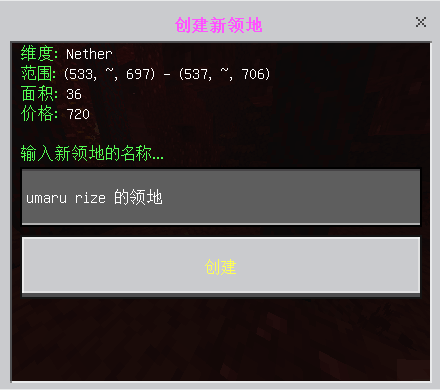 创建新领地
维度: Nether
范围: (533, ~, 697) - (537, ~, 706)
面积: 36
价格: 720
输入新领地的名称...
umaru rize 的领地
创建